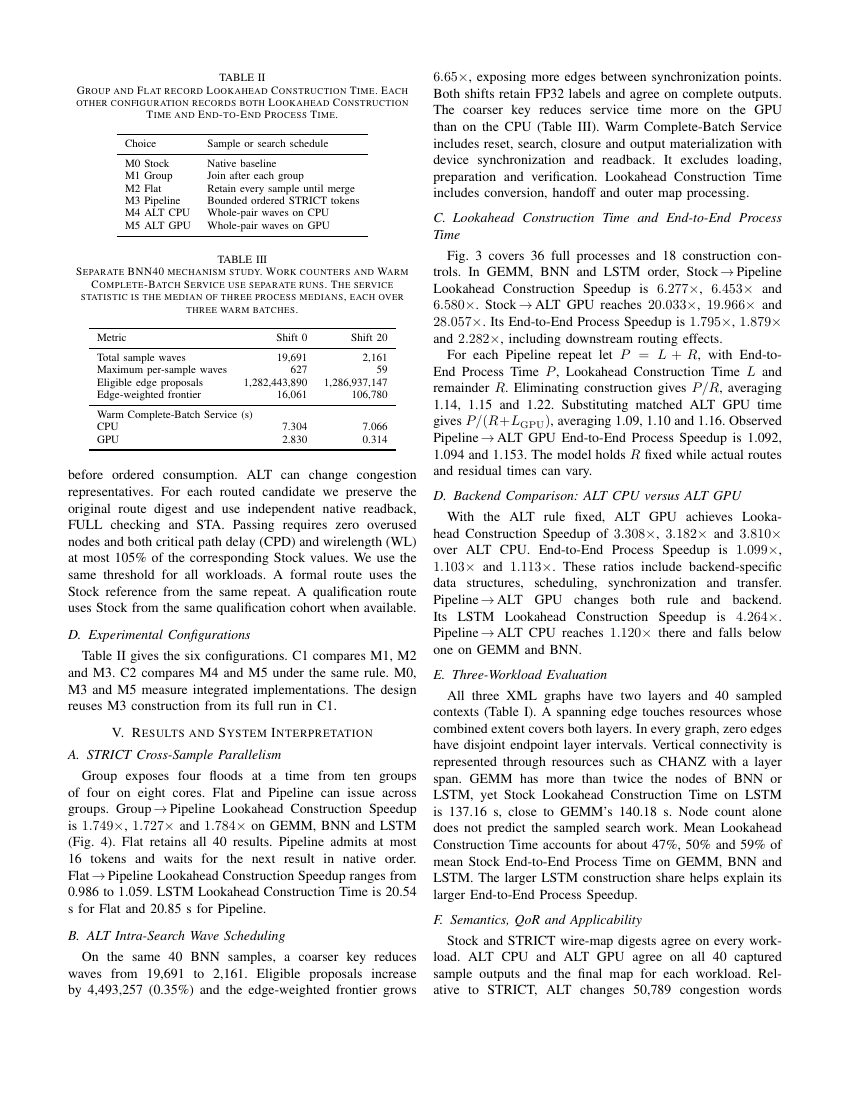 TABLE II
GROUP AND FLAT RECORD LOOKAHEAD CONSTRUCTION TIME. EACH
OTHER CONFIGURATION RECORDS BOTH LOOKAHEAD CONSTRUCTION
TIME AND END-TO-END PROCESS TIME.
Choice Sample or search schedule
M0 Stock Native baseline
M1 Group Join after each group
M2 Flat Retain every sample until merge
M3 Pipeline Bounded ordered STRICT tokens
M4 ALT CPU Whole-pair waves on CPU
M5 ALT GPU Whole-pair waves on GPU
TABLE III
SEPARATE BNN40 MECHANISM STUDY. WORK COUNTERS AND WARM
COMPLETE-BATCH SERVICE USE SEPARATE RUNS. THE SERVICE
STATISTIC IS THE MEDIAN OF THREE PROCESS MEDIANS, EACH OVER
THREE WARM BATCHES.
Metric Shift 0 Shift 20
Total sample waves 19,691 2,161
Maximum per-sample waves 627 59
Eligible edge proposals 1,282,443,890 1,286,937,147
Edge-weighted frontier 16,061 106,780
Warm Complete-Batch Service (s)
CPU 7.304 7.066
GPU 2.830 0.314
before ordered consumption. ALT can change congestion
representatives. For each routed candidate we preserve the
original route digest and use independent native readback,
FULL checking and STA. Passing requires zero overused
nodes and both critical path delay (CPD) and wirelength (WL)
at most 105% of the corresponding Stock values. We use the
same threshold for all workloads. A formal route uses the
Stock reference from the same repeat. A qualification route
uses Stock from the same qualification cohort when available.
D. Experimental Configurations
Table II gives the six configurations. C1 compares M1, M2
and M3. C2 compares M4 and M5 under the same rule. M0,
M3 and M5 measure integrated implementations. The design
reuses M3 construction from its full run in C1.
V. RESULTS AND SYSTEM INTERPRETATION
A. STRICT Cross-Sample Parallelism
Group exposes four floods at a time from ten groups
of four on eight cores. Flat and Pipeline can issue across
groups. Group→Pipeline Lookahead Construction Speedup
is 1.749×, 1.727× and 1.784× on GEMM, BNN and LSTM
(Fig. 4). Flat retains all 40 results. Pipeline admits at most
16 tokens and waits for the next result in native order.
Flat→Pipeline Lookahead Construction Speedup ranges from
0.986 to 1.059. LSTM Lookahead Construction Time is 20.54
s for Flat and 20.85 s for Pipeline.
B. ALT Intra-Search Wave Scheduling
On the same 40 BNN samples, a coarser key reduces
waves from 19,691 to 2,161. Eligible proposals increase
by 4,493,257 (0.35%) and the edge-weighted frontier grows
6.65×, exposing more edges between synchronization points.
Both shifts retain FP32 labels and agree on complete outputs.
The coarser key reduces service time more on the GPU
than on the CPU (Table III). Warm Complete-Batch Service
includes reset, search, closure and output materialization with
device synchronization and readback. It excludes loading,
preparation and verification. Lookahead Construction Time
includes conversion, handoff and outer map processing.
C. Lookahead Construction Time and End-to-End Process
Time
Fig. 3 covers 36 full processes and 18 construction con-
trols. In GEMM, BNN and LSTM order, Stock→Pipeline
Lookahead Construction Speedup is 6.277×, 6.453× and
6.580×. Stock→ALT GPU reaches 20.033×, 19.966× and
28.057×. Its End-to-End Process Speedup is 1.795×, 1.879×
and 2.282×, including downstream routing effects.
For each Pipeline repeat let P = L + R, with End-to-
End Process Time P, Lookahead Construction Time L and
remainder R. Eliminating construction gives P/R, averaging
1.14, 1.15 and 1.22. Substituting matched ALT GPU time
gives P/(R+L_GPU), averaging 1.09, 1.10 and 1.16. Observed
Pipeline→ALT GPU End-to-End Process Speedup is 1.092,
1.094 and 1.153. The model holds R fixed while actual routes
and residual times can vary.
D. Backend Comparison: ALT CPU versus ALT GPU
With the ALT rule fixed, ALT GPU achieves Looka-
head Construction Speedup of 3.308×, 3.182× and 3.810×
over ALT CPU. End-to-End Process Speedup is 1.099×,
1.103× and 1.113×. These ratios include backend-specific
data structures, scheduling, synchronization and transfer.
Pipeline→ALT GPU changes both rule and backend.
Its LSTM Lookahead Construction Speedup is 4.264×.
Pipeline→ALT CPU reaches 1.120× there and falls below
one on GEMM and BNN.
E. Three-Workload Evaluation
All three XML graphs have two layers and 40 sampled
contexts (Table I). A spanning edge touches resources whose
combined extent covers both layers. In every graph, zero edges
have disjoint endpoint layer intervals. Vertical connectivity is
represented through resources such as CHANZ with a layer
span. GEMM has more than twice the nodes of BNN or
LSTM, yet Stock Lookahead Construction Time on LSTM
is 137.16 s, close to GEMM's 140.18 s. Node count alone
does not predict the sampled search work. Mean Lookahead
Construction Time accounts for about 47%, 50% and 59% of
mean Stock End-to-End Process Time on GEMM, BNN and
LSTM. The larger LSTM construction share helps explain its
larger End-to-End Process Speedup.
F. Semantics, QoR and Applicability
Stock and STRICT wire-map digests agree on every work-
load. ALT CPU and ALT GPU agree on all 40 captured
sample outputs and the final map for each workload. Rel-
ative to STRICT, ALT changes 50,789 congestion words